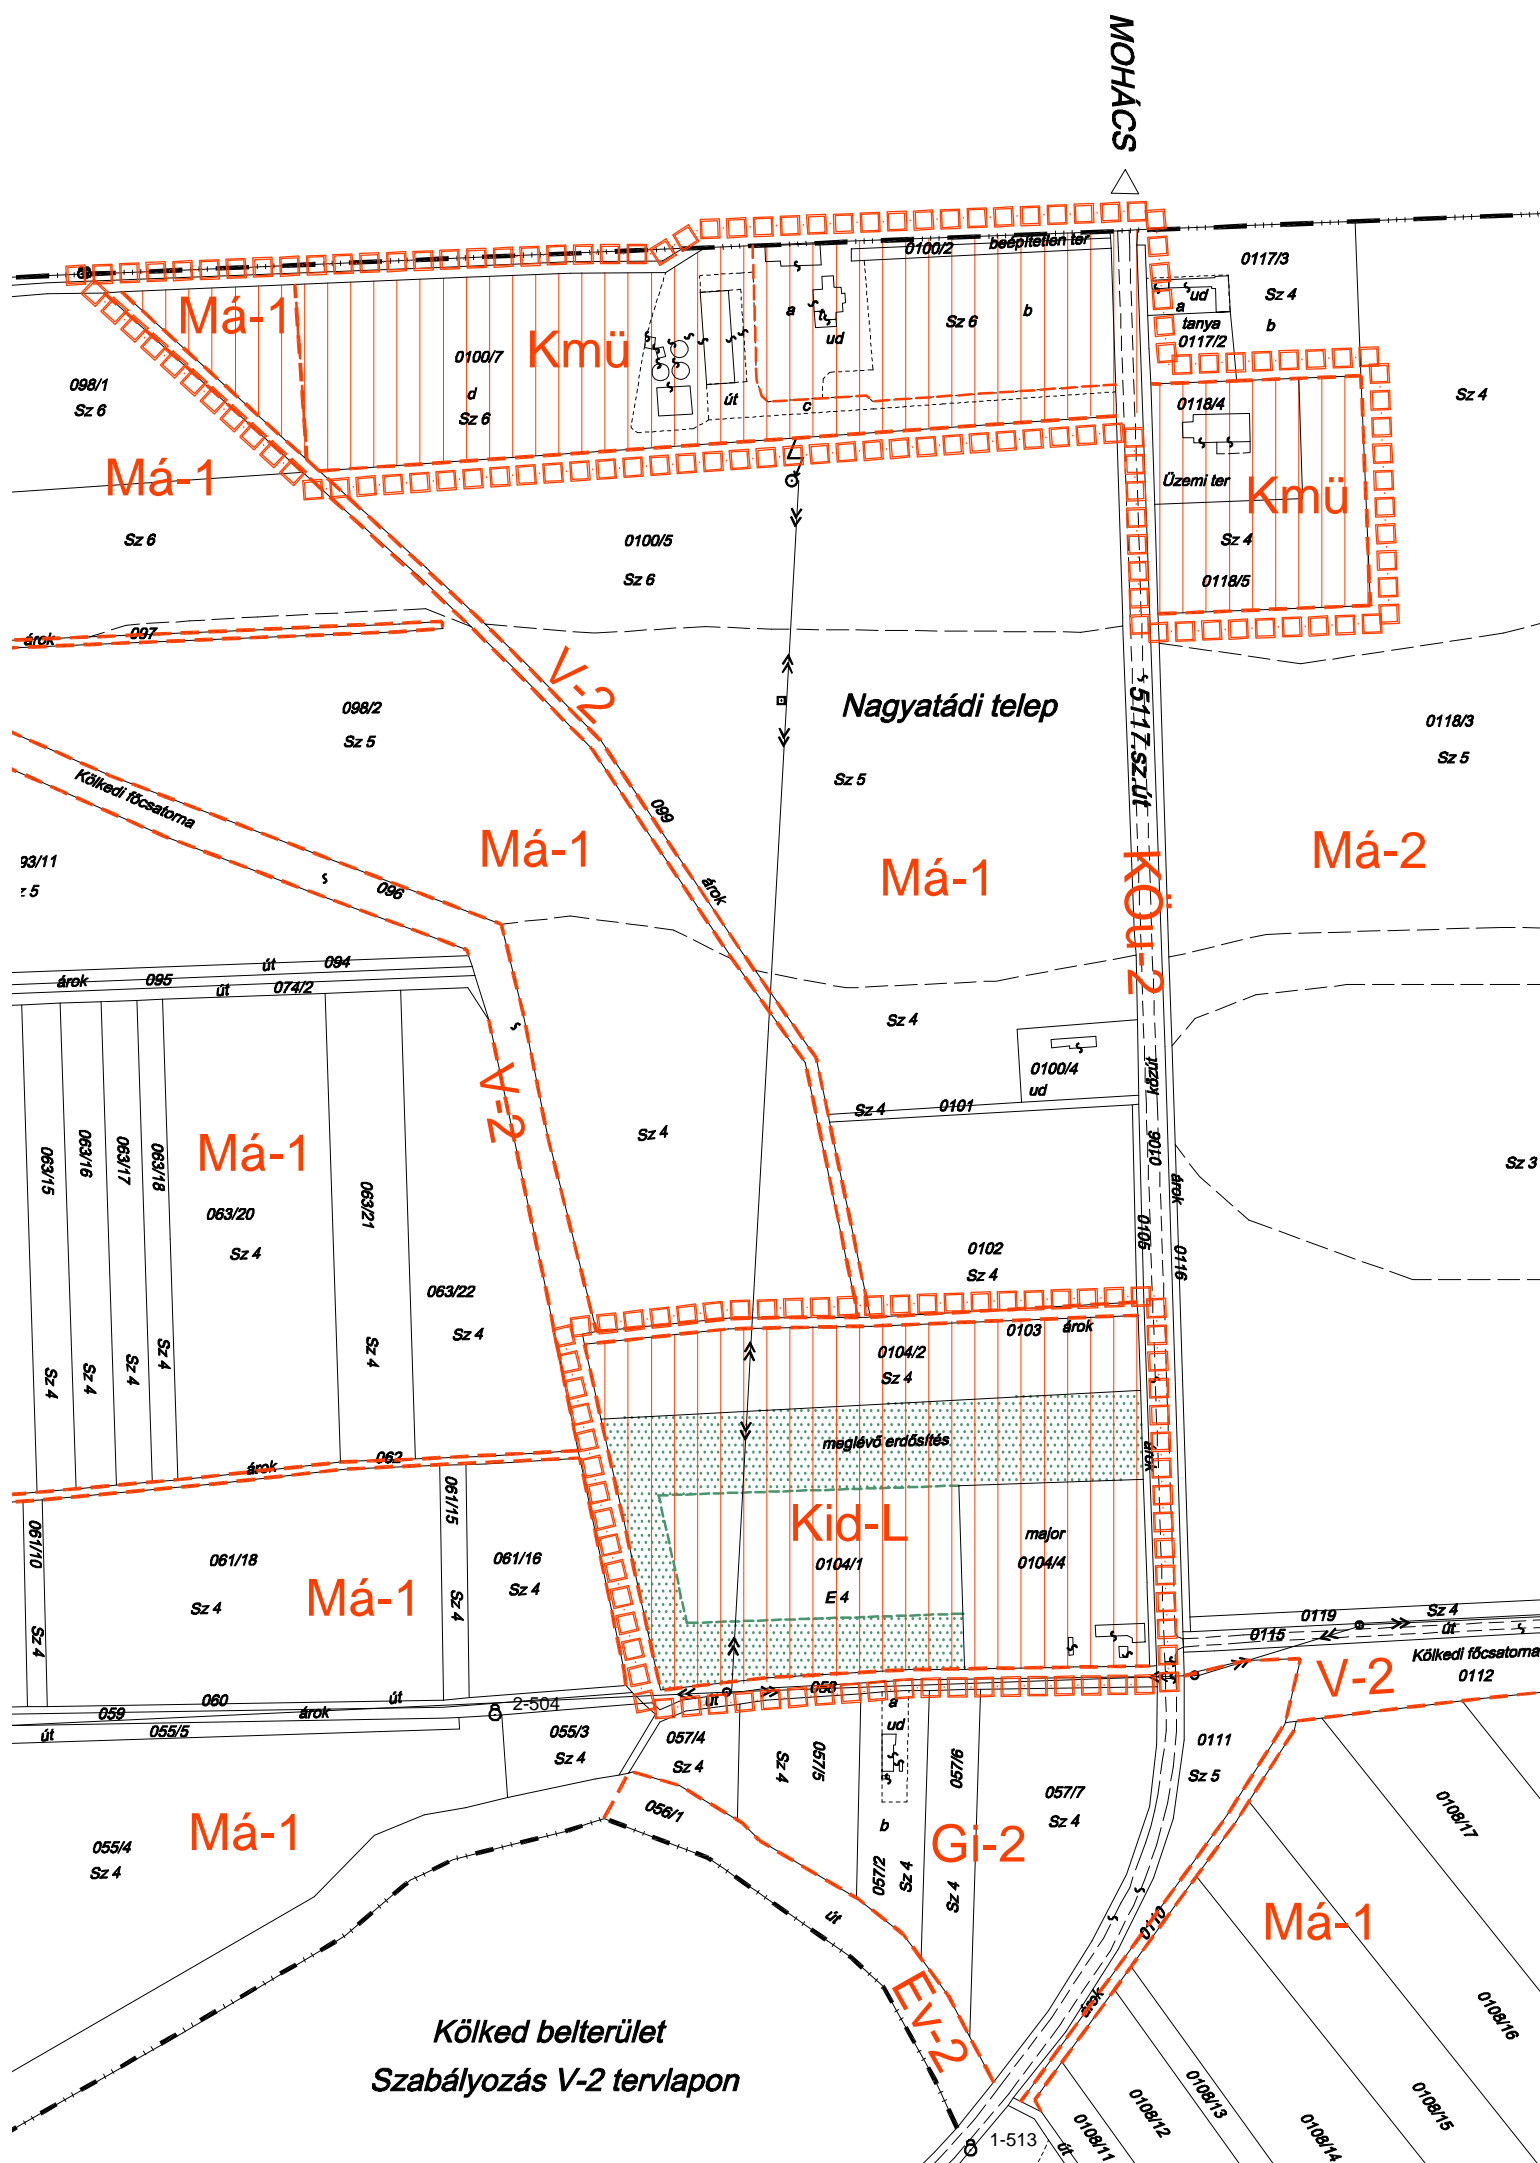 MOHÁCS
0100/2
beépítetlen ter
0117/3
Sz 4
b
a
ud
tanya
0117/2
Má-1
Kmü
0100/7
d
Sz 6
a
ud
Sz 6
b
út
c
098/1
Sz 6
Má-1
Sz 4
0118/4
Üzemi ter
Kmü
Sz 4
0118/5
Sz 6
0100/5
Sz 6
árok
097
V-2
098/2
Sz 5
Nagyatádi telep
5117.sz.út
0118/3
Sz 5
Sz 5
Kölkedi főcsatorna
099
árok
93/11
z 5
096
Má-1
Má-1
KÖu-2
Má-2
út
094
árok
095
út
074/2
Sz 4
0100/4
ud
közút
V-2
Sz 4
Sz 4
0101
0106
árok
Sz 3
063/15
063/16
063/17
063/18
Má-1
063/20
Sz 4
063/21
0105
0116
0102
Sz 4
063/22
Sz 4
Sz 4
Sz 4
Sz 4
Sz 4
Sz 4
0103
árok
0104/2
Sz 4
meglévő erdősítés
árok
062
árok
Kid-L
major
0104/4
0104/1
E 4
061/10
Sz 4
061/18
Sz 4
Má-1
061/15
Sz 4
061/16
Sz 4
0119
Sz 4
0115
út
Kölkedi főcsatorna
0112
V-2
060
út
059
árok
2-504
út
055/5
út
058
055/3
Sz 4
057/4
Sz 4
Sz 4
057/5
a
ud
057/6
057/7
Sz 4
0111
Sz 5
Má-1
055/4
Sz 4
056/1
b
057/2
Sz 4
Sz 4
Gi-2
0108/17
út
0110
Má-1
Ev-2
árok
0108/16
Kölked belterület
Szabályozás V-2 tervlapon
1-513
út
0108/11
0108/12
0108/13
0108/14
0108/15